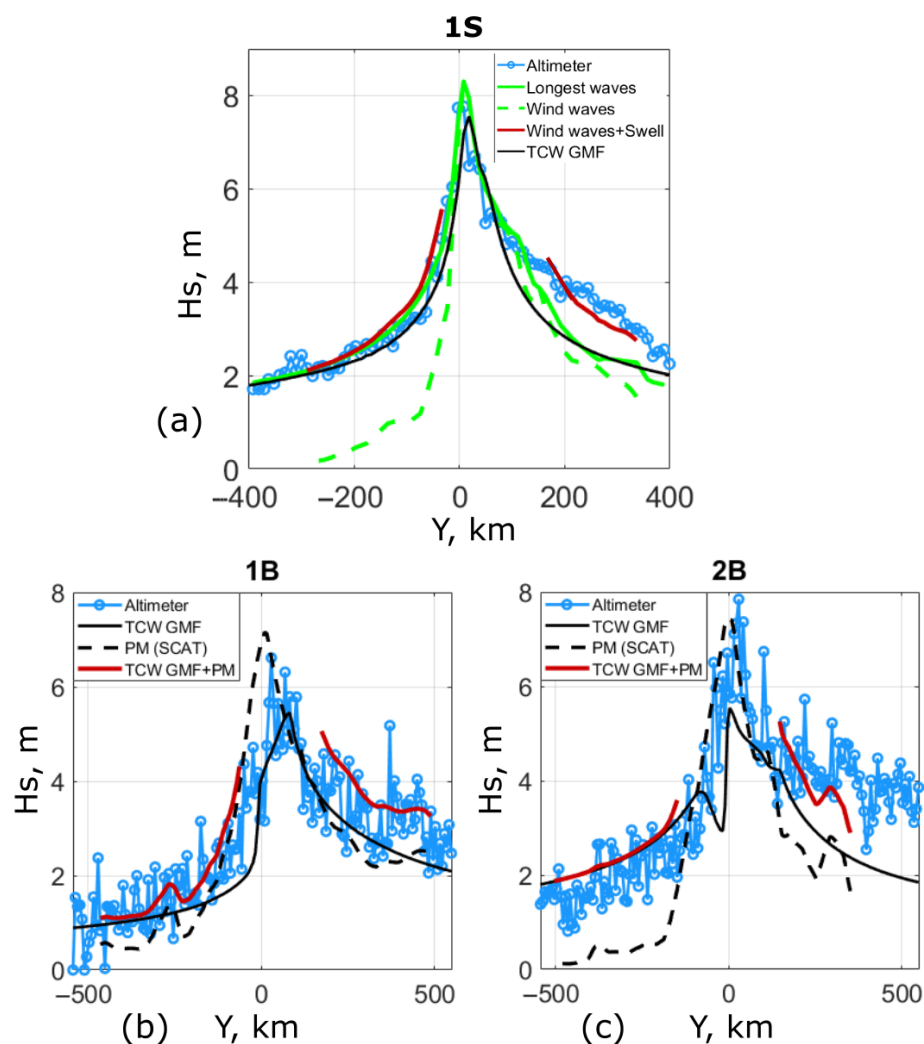 1S
Altimeter
Longest waves
Wind waves
Wind waves+Swell
TCW GMF
8
6
4
2
0
Hs, m
−400
−200
0
200
400
Y, km
(a)
1B
Altimeter
TCW GMF
PM (SCAT)
TCW GMF+PM
8
6
4
2
0
Hs, m
−500
0
500
(b)
Y, km
2B
Altimeter
TCW GMF
PM (SCAT)
TCW GMF+PM
8
6
4
2
0
Hs, m
−500
0
500
(c)
Y, km